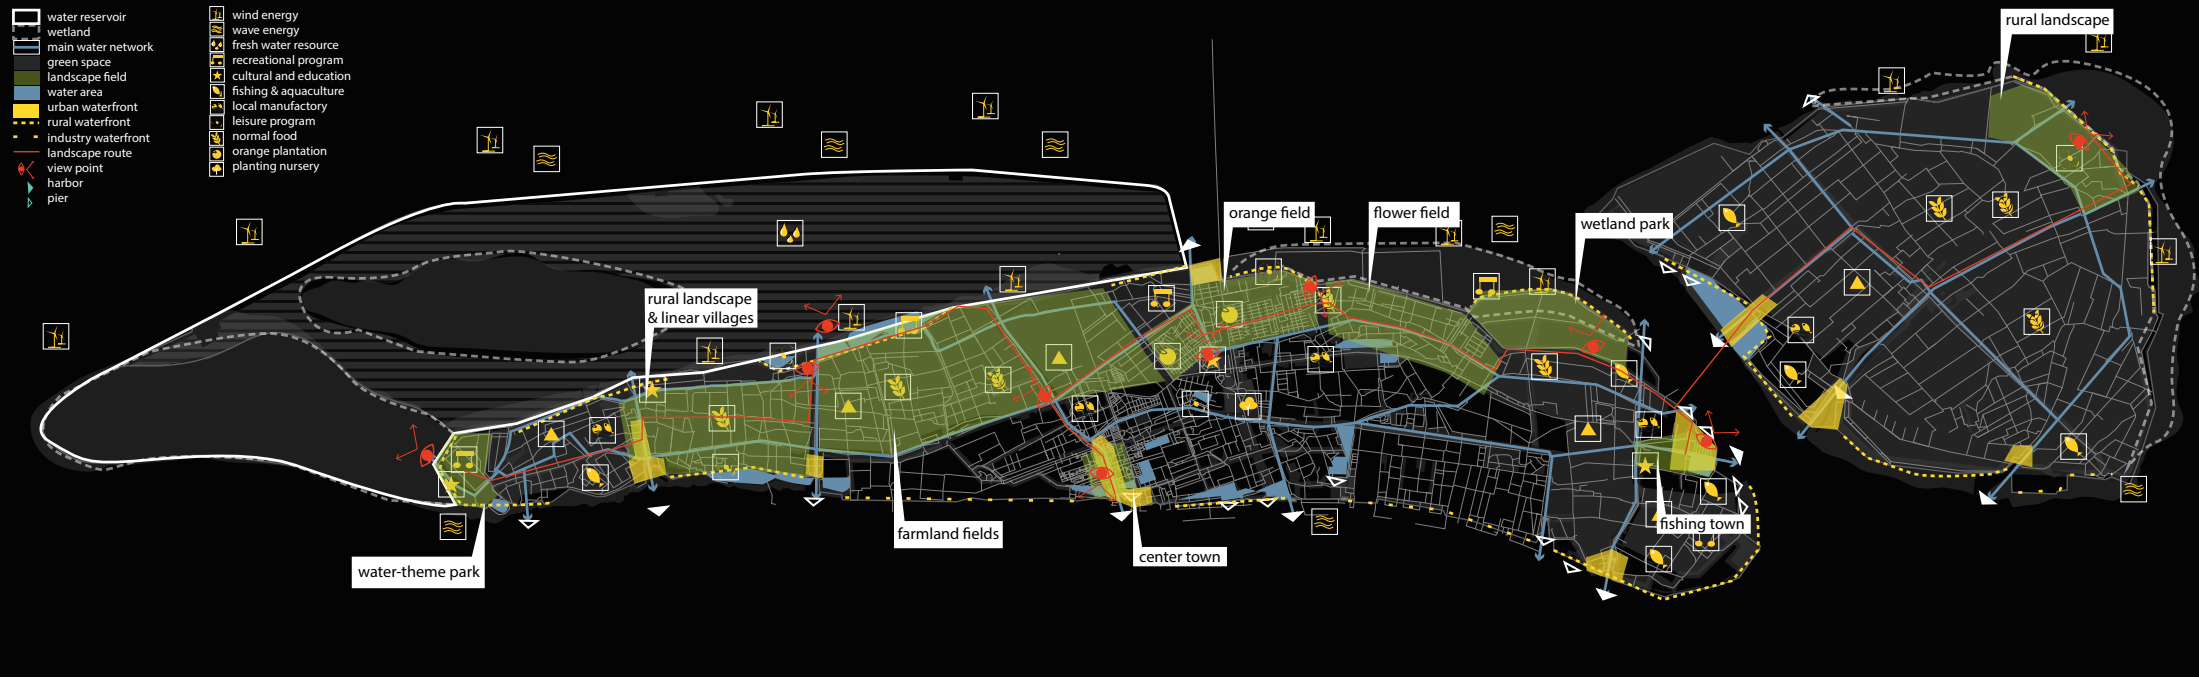 water reservoir
wetland
main water network
green space
landscape field
water area
urban waterfront
rural waterfront
industry waterfront
landscape route
view point
harbor
pier
wind energy
wave energy
fresh water resource
recreational program
cultural and education
fishing & aquaculture
local manufactory
leisure program
normal food
orange plantation
planting nursery
rural landscape
orange field
flower field
wetland park
rural landscape
& linear villages
fishing town
farmland fields
center town
water-theme park